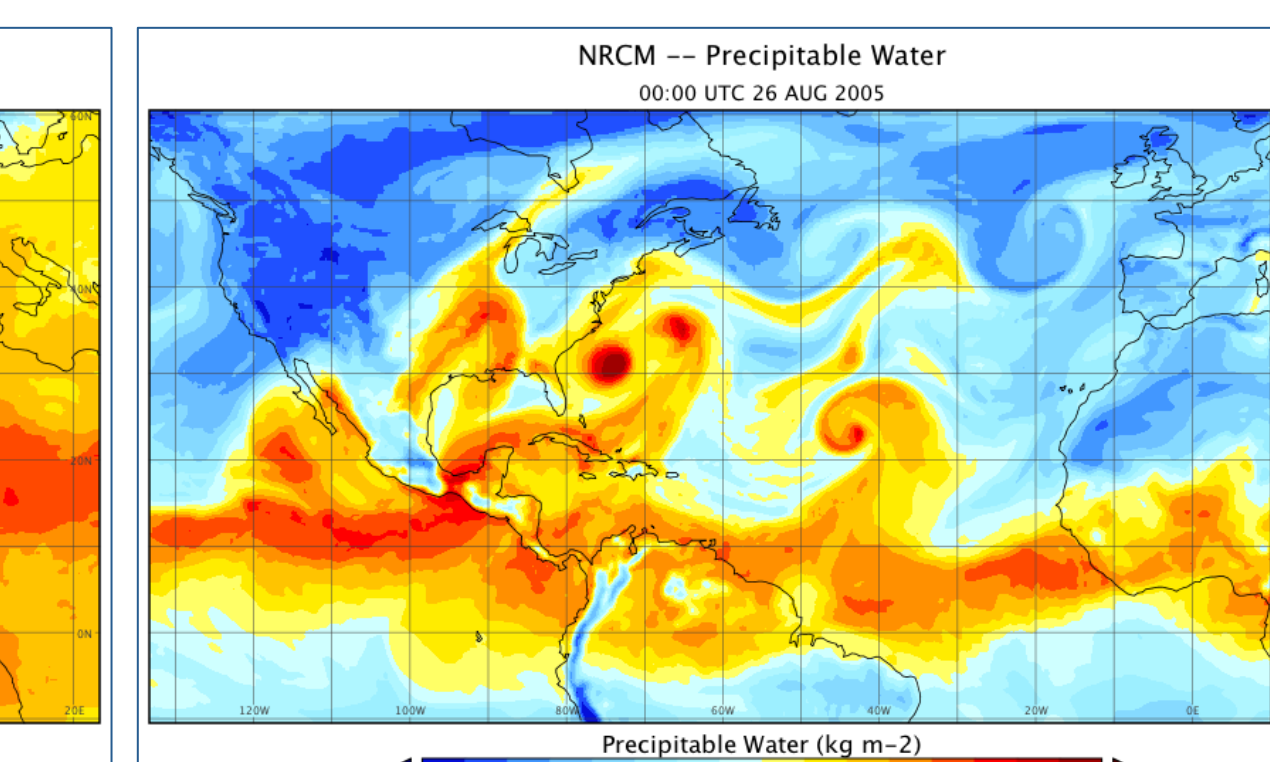 NRCM -- Precipitable Water
00:00 UTC 26 AUG 2005
60N
40N
20N
0N
20E
120W
100W
80W
60W
40W
20W
0E
Precipitable Water (kg m-2)